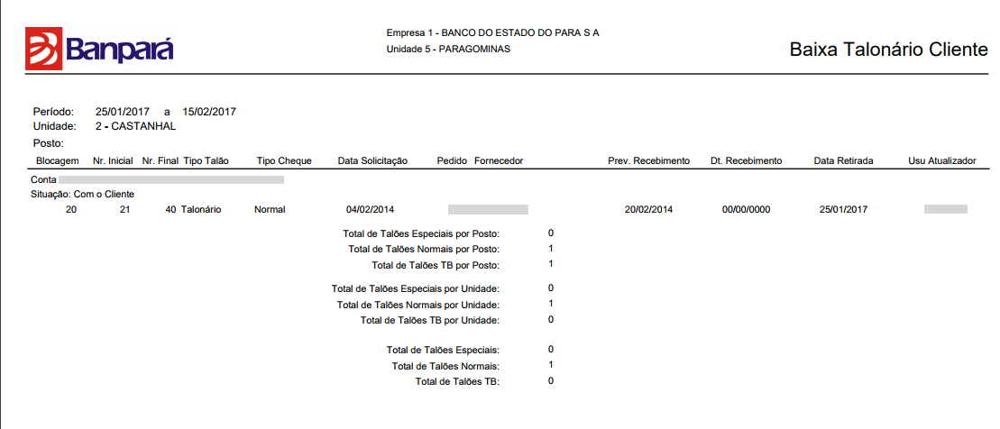 Banpará
Empresa 1 - BANCO DO ESTADO DO PARA S A
Unidade 5 - PARAGOMINAS
Baixa Talonário Cliente
Período: 25/01/2017 a 15/02/2017
Unidade: 2 - CASTANHAL
Posto:
Blocagem Nr. Inicial Nr. Final Tipo Talão Tipo Cheque Data Solicitação Pedido Fornecedor Prev. Recebimento Dt. Recebimento Data Retirada Usu Atualizador
Conta
Situação: Com o Cliente
20 21 40 Talonário Normal 04/02/2014 20/02/2014 00/00/0000 25/01/2017
Total de Talões Especiais por Posto: 0
Total de Talões Normais por Posto: 1
Total de Talões TB por Posto: 1
Total de Talões Especiais por Unidade: 0
Total de Talões Normais por Unidade: 1
Total de Talões TB por Unidade: 0
Total de Talões Especiais: 0
Total de Talões Normais: 1
Total de Talões TB: 0